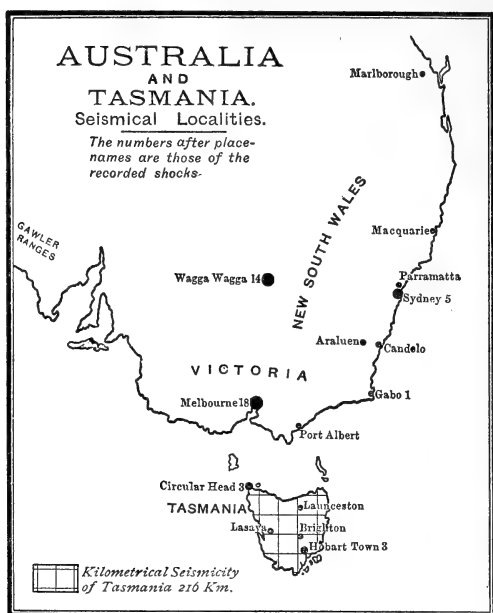 AUSTRALIA
AND
TASMANIA.
Seismical Localities.
The numbers after place-
names are those of the
recorded shocks-
Marlborough
GAWLER
RANGES
NEW SOUTH WALES
Macquarie
Wagga Wagga 14
Parramatta
Sydney 5
Araluen
Candelo
VICTORIA
Gabo 1
Melbourne 18
Port Albert
Circular Head 3
TASMANIA
Launceston
Lasaya
Brighton
Hobart Town 3
Kilometrical Seismicity
of Tasmania 216 Km.